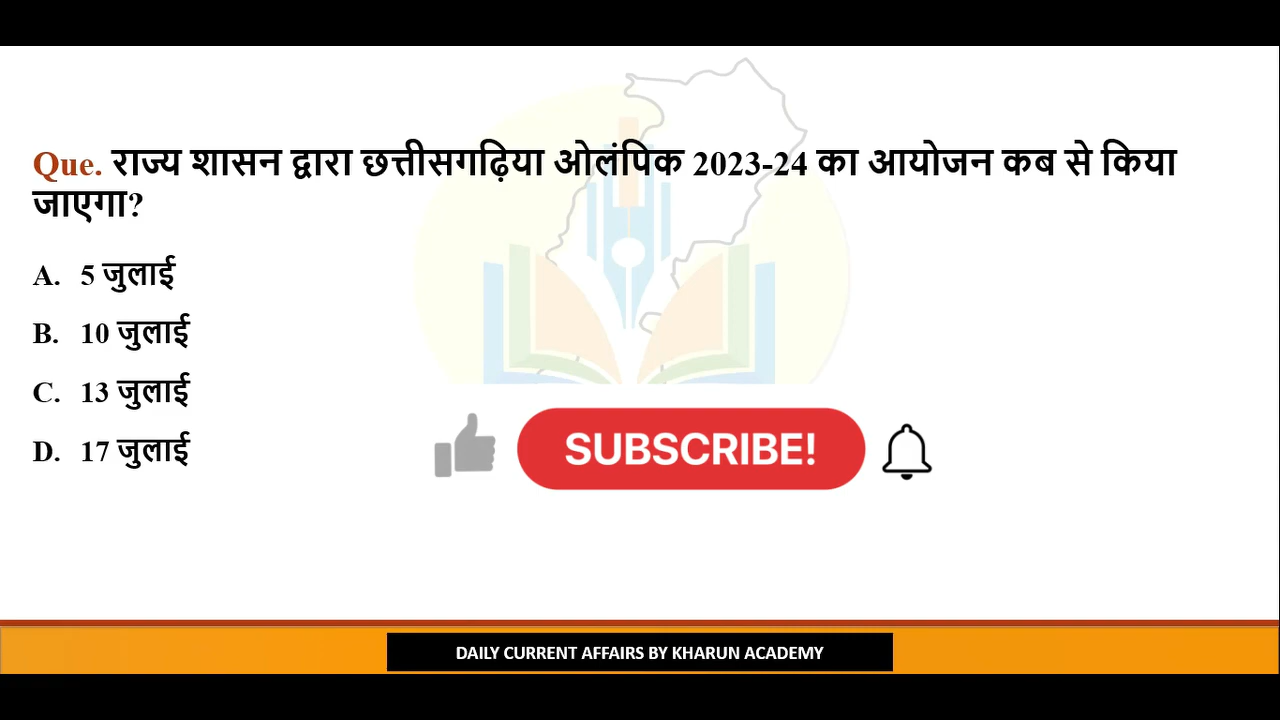 Que. राज्य शासन द्वारा छत्तीसगढ़िया ओलंपिक 2023-24 का आयोजन कब से किया
जाएगा?
A. 5 जुलाई
B. 10 जुलाई
C. 13 जुलाई
D. 17 जुलाई
SUBSCRIBE!
DAILY CURRENT AFFAIRS BY KHARUN ACADEMY